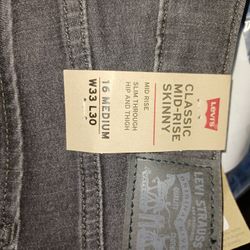 Levi's
CLASSIC
MID-RISE
SKINNY
MID RISE
SLIM THROUGH
HIP AND THIGH
16 MEDIUM
W33 L30
LEVI STRAUSS